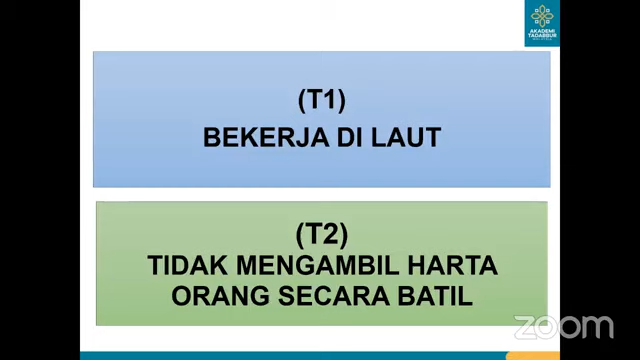 AKADEMI
TADABBUR
(T1)
BEKERJA DI LAUT
(T2)
TIDAK MENGAMBIL HARTA
ORANG SECARA BATIL
zoom